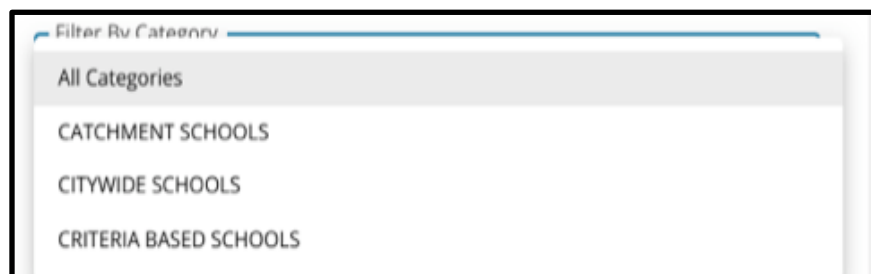 Filter By Category
All Categories
CATCHMENT SCHOOLS
CITYWIDE SCHOOLS
CRITERIA BASED SCHOOLS